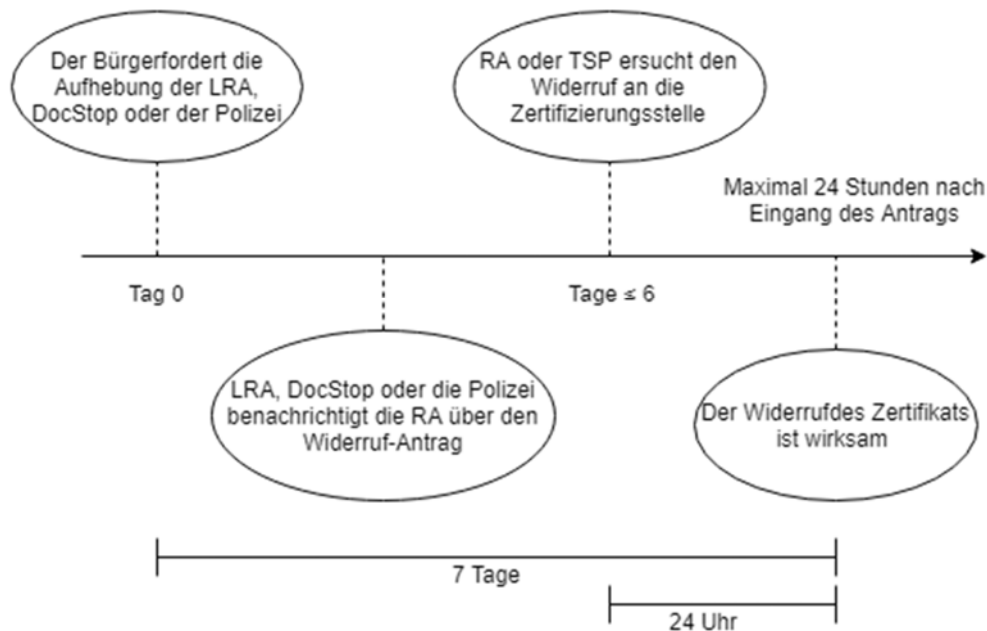 Der Bürgerfordert die
Aufhebung der LRA,
DocStop oder der Polizei
RA oder TSP ersucht den
Widerruf an die
Zertifizierungsstelle
Maximal 24 Stunden nach
Eingang des Antrags
Tag 0
Tage ≤ 6
LRA, DocStop oder die Polizei
benachrichtigt die RA über den
Widerruf-Antrag
Der Widerrufdes Zertifikats
ist wirksam
7 Tage
24 Uhr